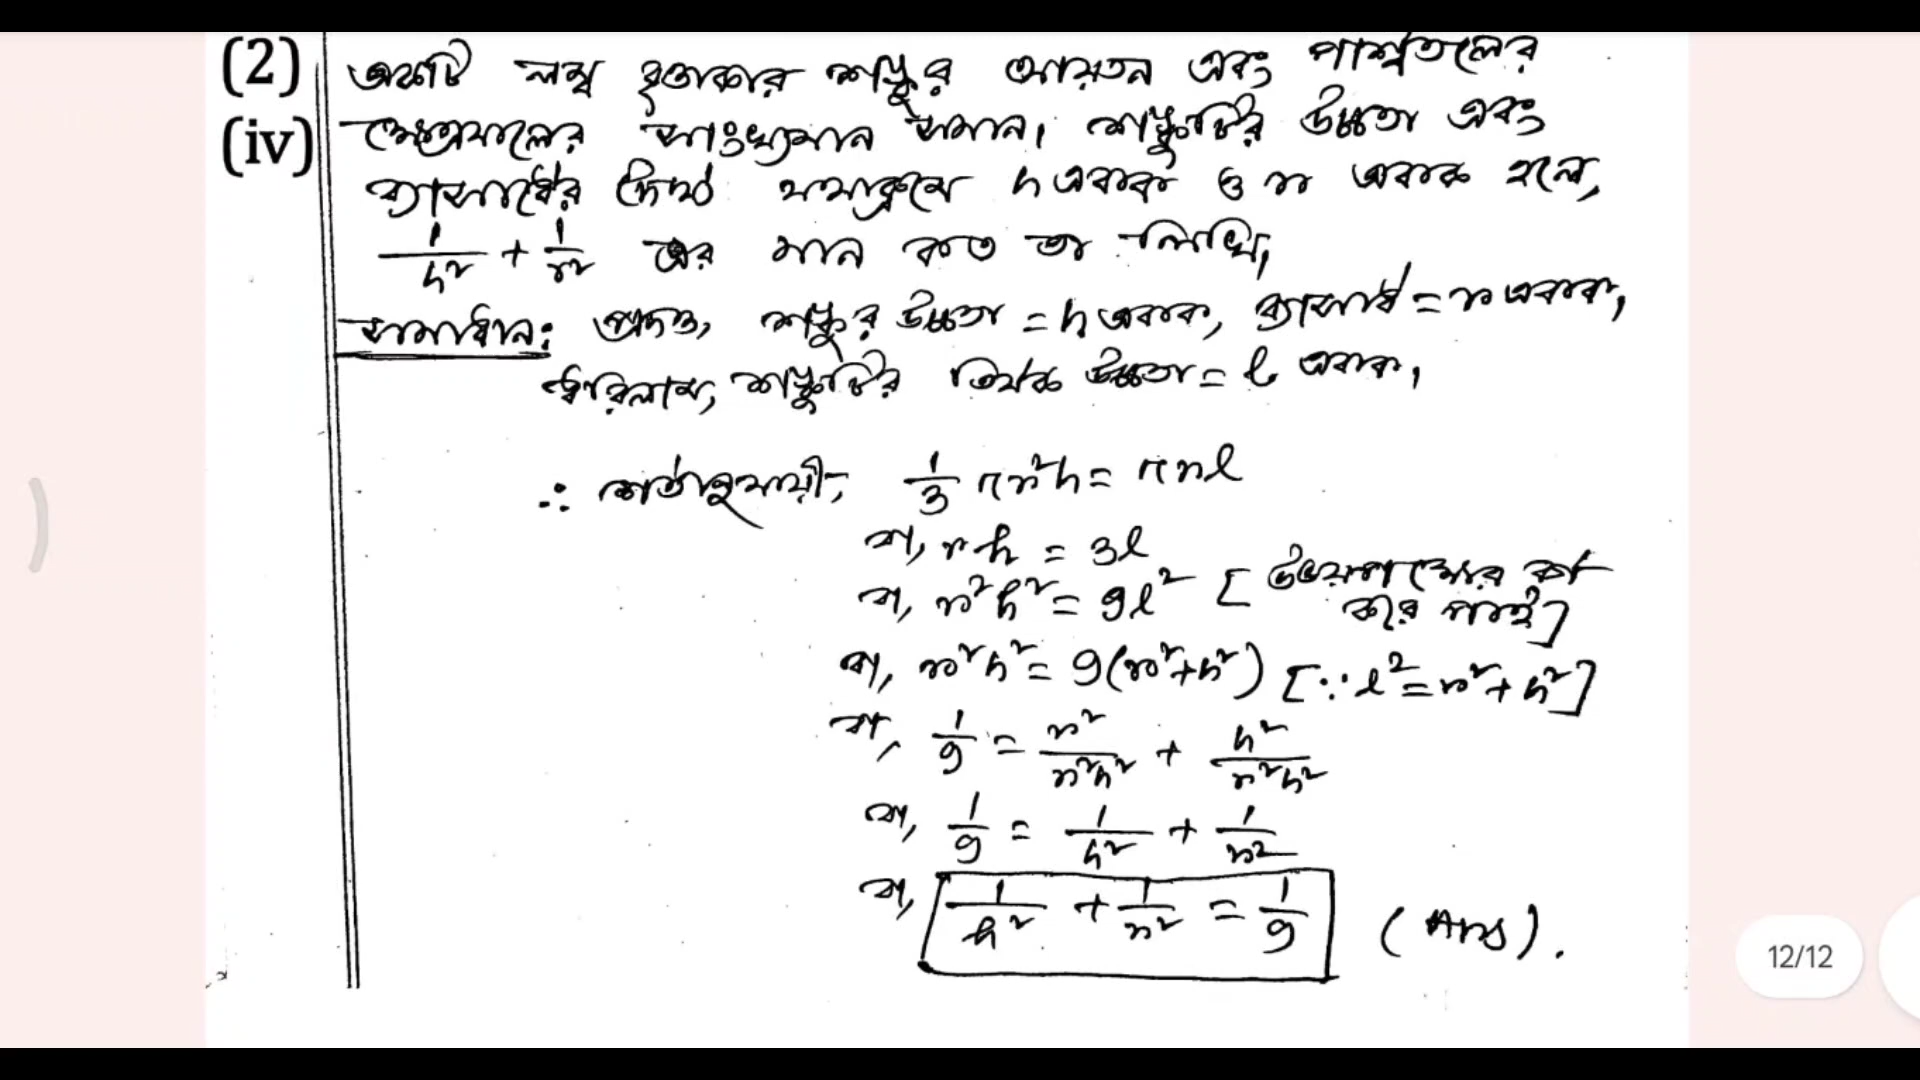 (2) একটি লম্ব বৃত্তাকার শঙ্কুর আয়তন এবং পার্শ্বতলের
(iv) ক্ষেত্রফলের সাংখ্যমান সমান। শঙ্কুটির উচ্চতা এবং
ব্যাসার্ধের দৈর্ঘ্য যথাক্রমে h একক ও r একক হলে,
1/h² + 1/r² এর মান কত তা লিখি।
সমাধান: প্রদত্ত, শঙ্কুর উচ্চতা = h একক, ব্যাসার্ধ = r একক,
ধরিলাম, শঙ্কুটির তির্যক উচ্চতা = l একক,
∴ শর্তানুযায়ী, 1/3 πr²h = πrl
বা, rh = 3l
বা, r²h² = 9l² [উভয়পক্ষের বর্গ
করে পাই]
বা, r²h² = 9(r²+h²) [∵ l² = r²+h²]
বা, 1/9 = r²/r²h² + h²/r²h²
বা, 1/9 = 1/h² + 1/r²
বা, 1/h² + 1/r² = 1/9 (Ans).
12/12